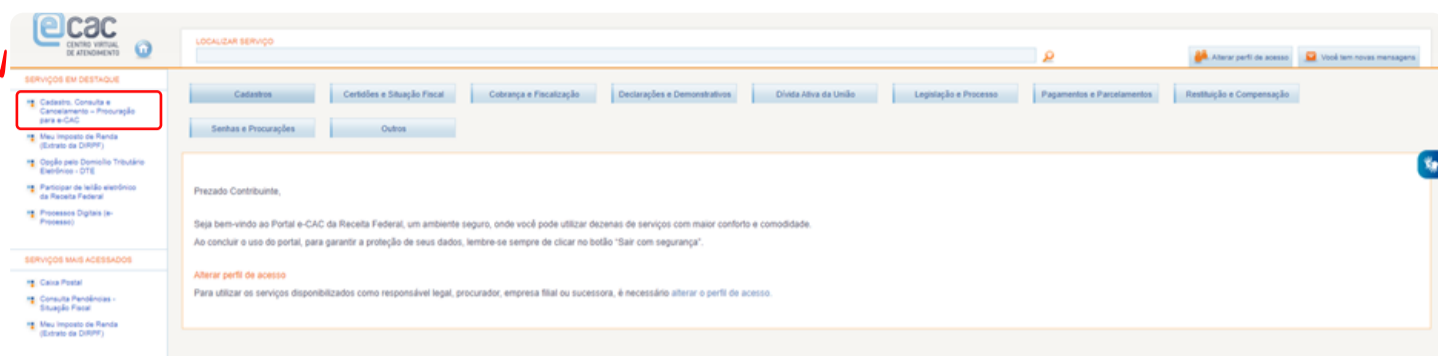 ecac
CENTRO VIRTUAL
DE ATENDIMENTO
LOCALIZAR SERVIÇO
Alterar perfil de acesso
Você tem novas mensagens
SERVIÇOS EM DESTAQUE
Cadastro, Consulta e
Cancelamento – Procuração
para e-CAC
Meu Imposto de Renda
(Extrato da DIRPF)
Opção pelo Domicílio Tributário
Eletrônico - DTE
Participar de leilão eletrônico
da Receita Federal
Processos Digitais (e-
Processo)
SERVIÇOS MAIS ACESSADOS
Caixa Postal
Consulta Pendências -
Situação Fiscal
Meu Imposto de Renda
(Extrato da DIRPF)
Cadastros
Certidões e Situação Fiscal
Cobrança e Fiscalização
Declarações e Demonstrativos
Dívida Ativa da União
Legislação e Processo
Pagamentos e Parcelamentos
Restituição e Compensação
Senhas e Procurações
Outros
Prezado Contribuinte,
Seja bem-vindo ao Portal e-CAC da Receita Federal, um ambiente seguro, onde você pode utilizar dezenas de serviços com maior conforto e comodidade.
Ao concluir o uso do portal, para garantir a proteção de seus dados, lembre-se sempre de clicar no botão "Sair com segurança".
Alterar perfil de acesso
Para utilizar os serviços disponibilizados como responsável legal, procurador, empresa filial ou sucessora, é necessário alterar o perfil de acesso.